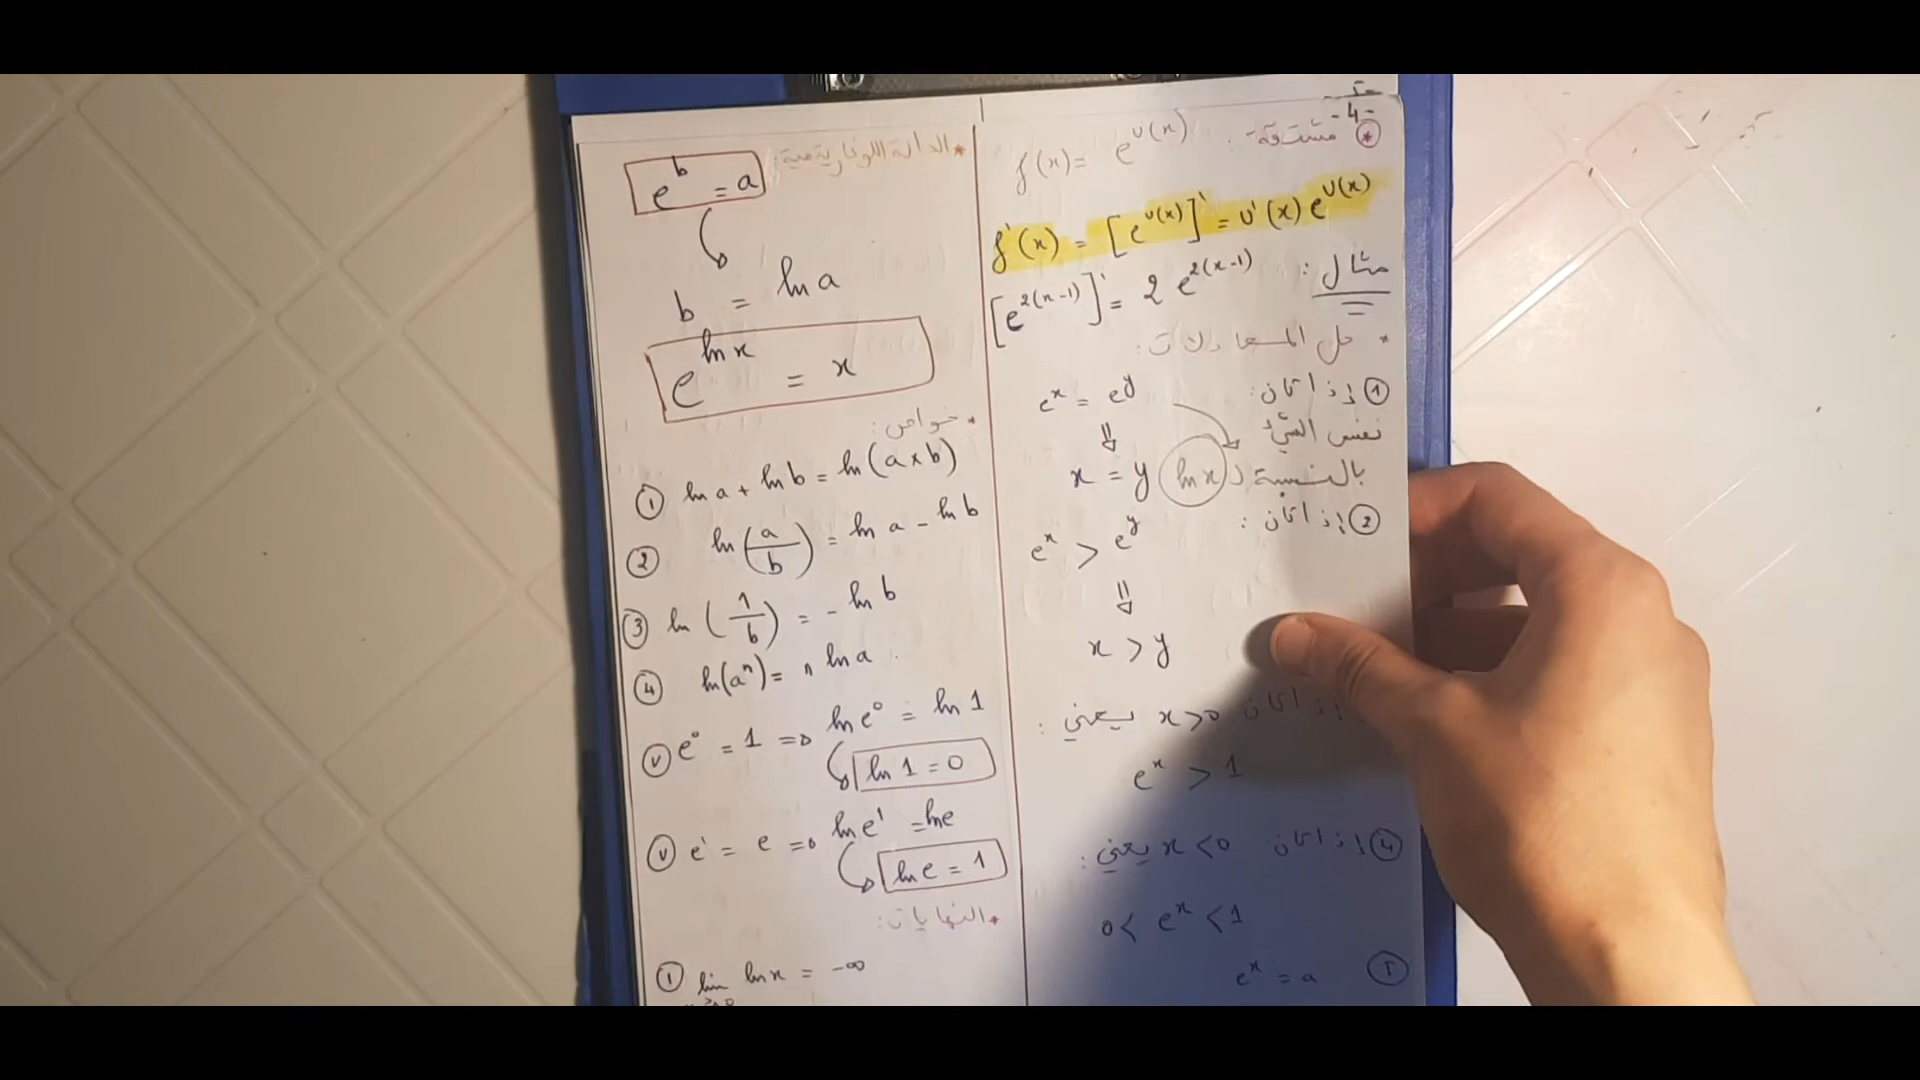 -4-
* مشتقة: f(x) = e^{u(x)}
f'(x) = [e^{u(x)}]' = u'(x) e^{u(x)}
مثال: [e^{2(x-1)}]' = 2 e^{2(x-1)}
* حل المعادلات:
① إذا كان: e^x = e^y
نفس الشيء
⇓
بالنسبة لـ ln x
x = y
② إذا كان:
e^x > e^y
⇓
x > y
إذا كان x>0 يعني:
e^x > 1
④ إذا كان x<0 يعني:
0 < e^x < 1
e^x = a
* الدالة اللوغاريتمية:
e^b = a
b = ln a
e^{ln x} = x
* خواص:
① ln a + ln b = ln(a×b)
② ln(a/b) = ln a - ln b
③ ln(1/b) = - ln b
④ ln(a^n) = n ln a
e^0 = 1 ⇒ ln e^0 = ln 1
ln 1 = 0
e^1 = e ⇒ ln e^1 = ln e
ln e = 1
* النهايات:
① lim ln x = -∞